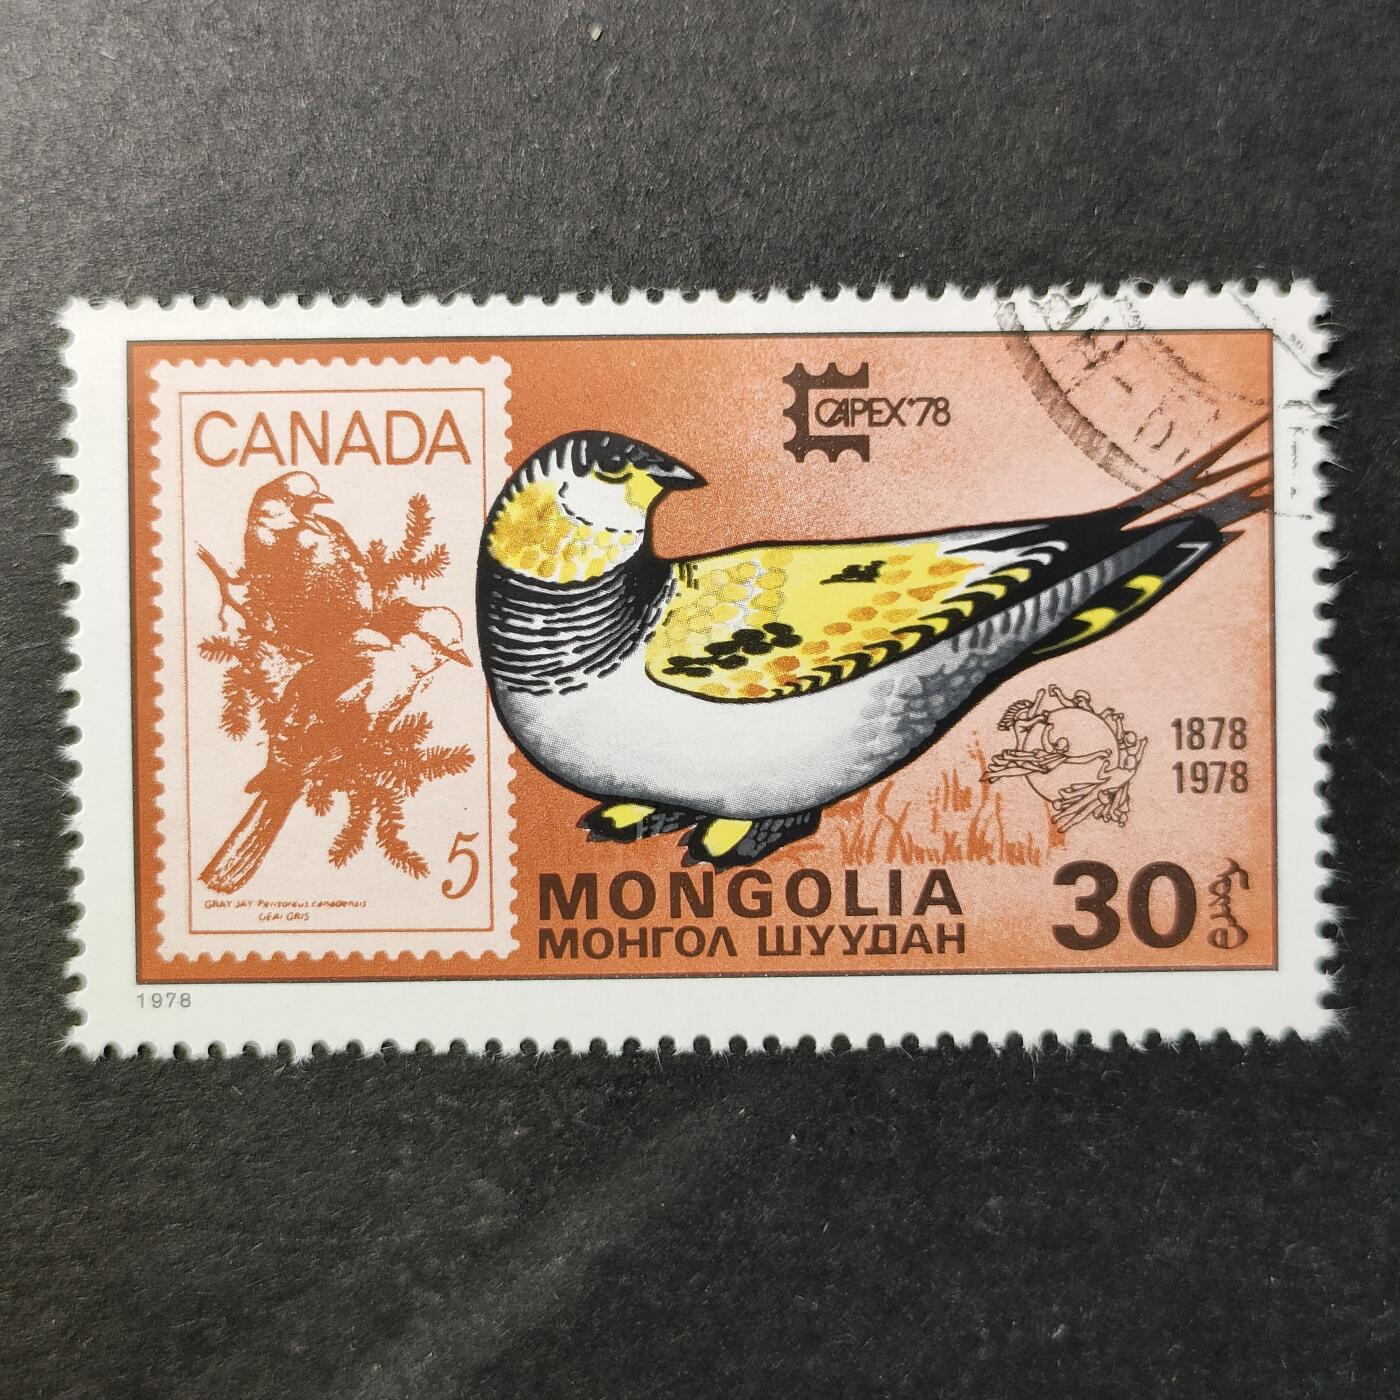 CANADA
5
GRAY JAY Perisoreus canadensis
GEAI GRIS
CAPEX'78
1878
1978
MONGOLIA
МОНГОЛ ШУУДАН
30
1978